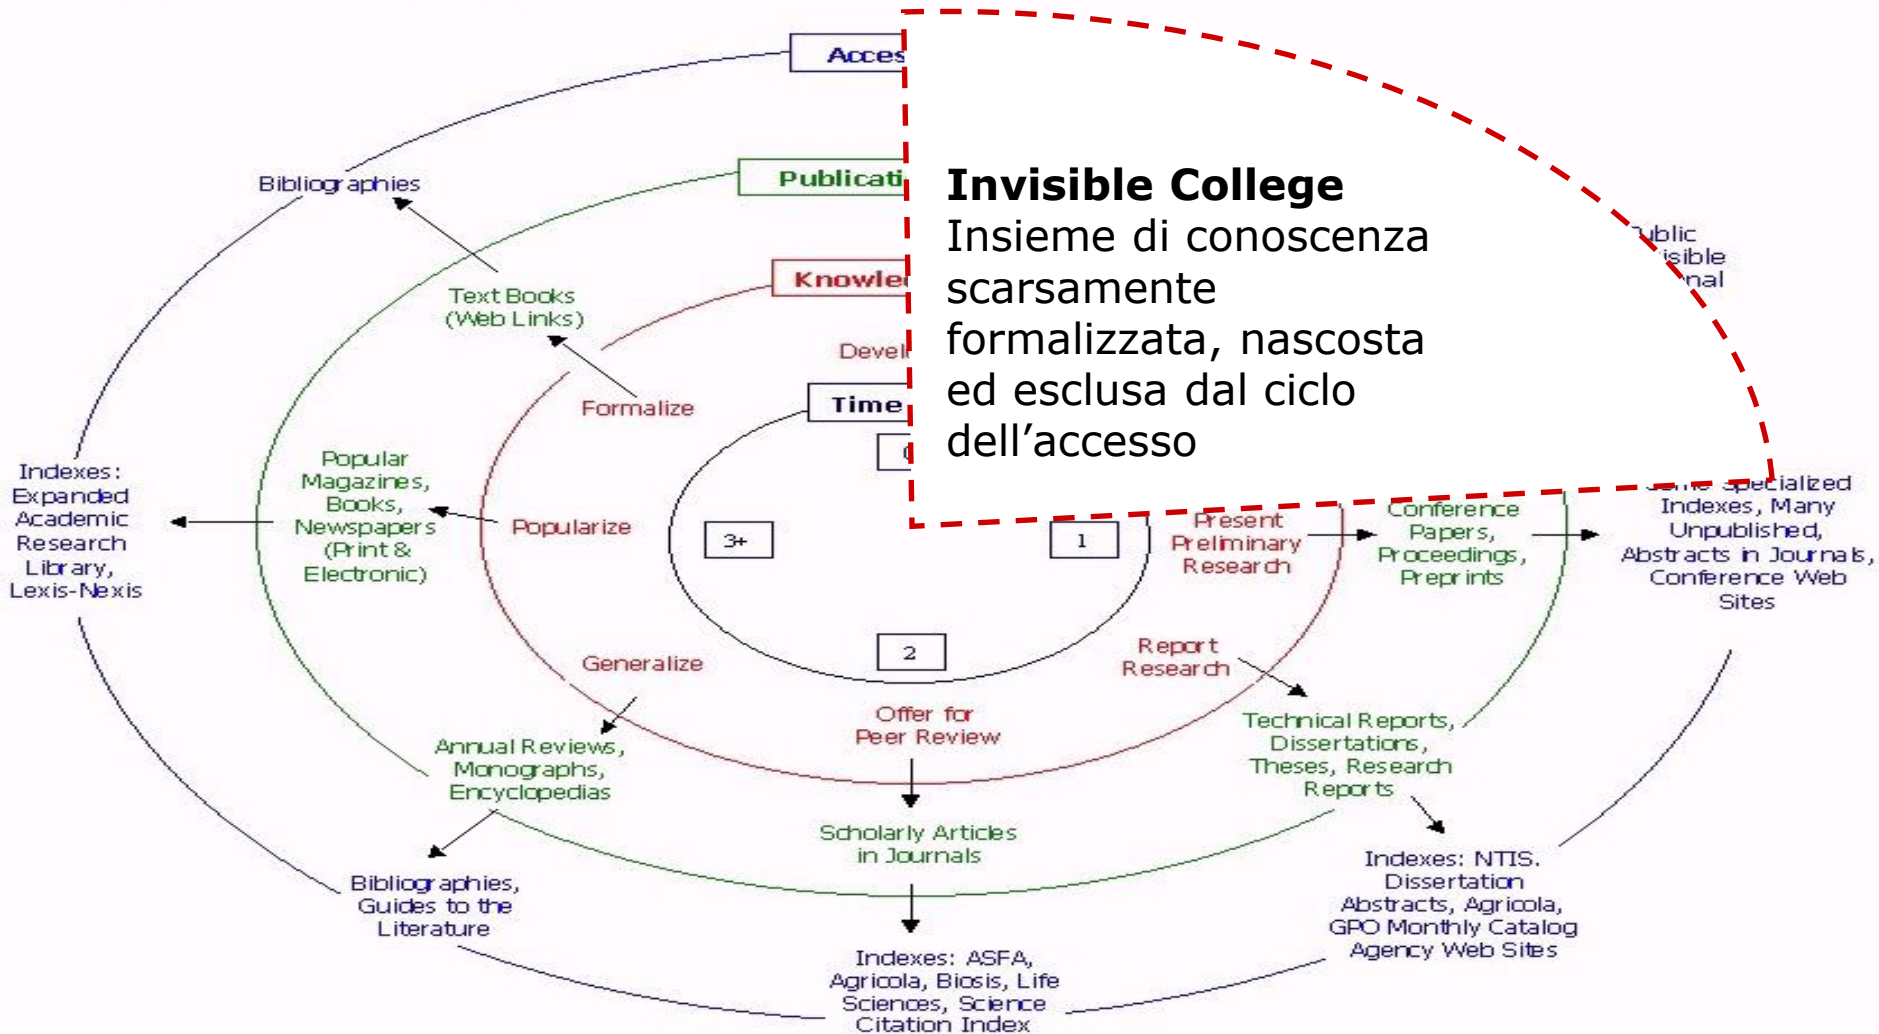 Invisible College
Insieme di conoscenza
scarsamente
formalizzata, nascosta
ed esclusa dal ciclo
dell’accesso
Bibliographies
Text Books
(Web Links)
Formalize
Time
Indexes:
Expanded
Academic
Research
Library,
Lexis-Nexis
Popular
Magazines,
Books,
Newspapers
(Print &
Electronic)
Popularize
3+
1
2
Present
Preliminary
Research
Conference
Papers,
Proceedings,
Preprints
Specialized
Indexes, Many
Unpublished,
Abstracts in Journals,
Conference Web
Sites
Generalize
Report
Research
Offer for
Peer Review
Annual Reviews,
Monographs,
Encyclopedias
Technical Reports,
Dissertations,
Theses, Research
Reports
Scholarly Articles
in Journals
Bibliographies,
Guides to the
Literature
Indexes: NTIS.
Dissertation
Abstracts, Agricola,
GPO Monthly Catalog
Agency Web Sites
Indexes: ASFA,
Agricola, Biosis, Life
Sciences, Science
Citation Index